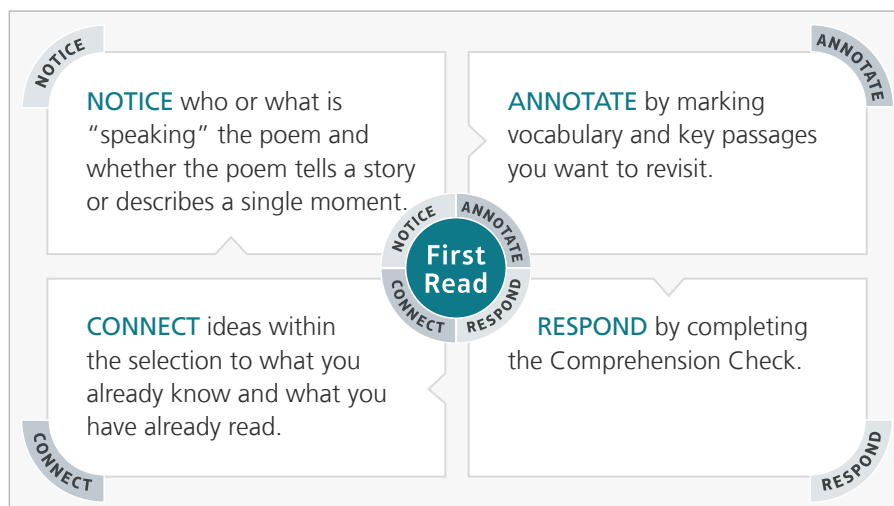 NOTICE
NOTICE who or what is
“speaking” the poem and
whether the poem tells a story
or describes a single moment.
ANNOTATE
ANNOTATE by marking
vocabulary and key passages
you want to revisit.
NOTICE
ANNOTATE
First
Read
CONNECT
RESPOND
CONNECT ideas within
the selection to what you
already know and what you
have already read.
CONNECT
RESPOND by completing
the Comprehension Check.
RESPOND